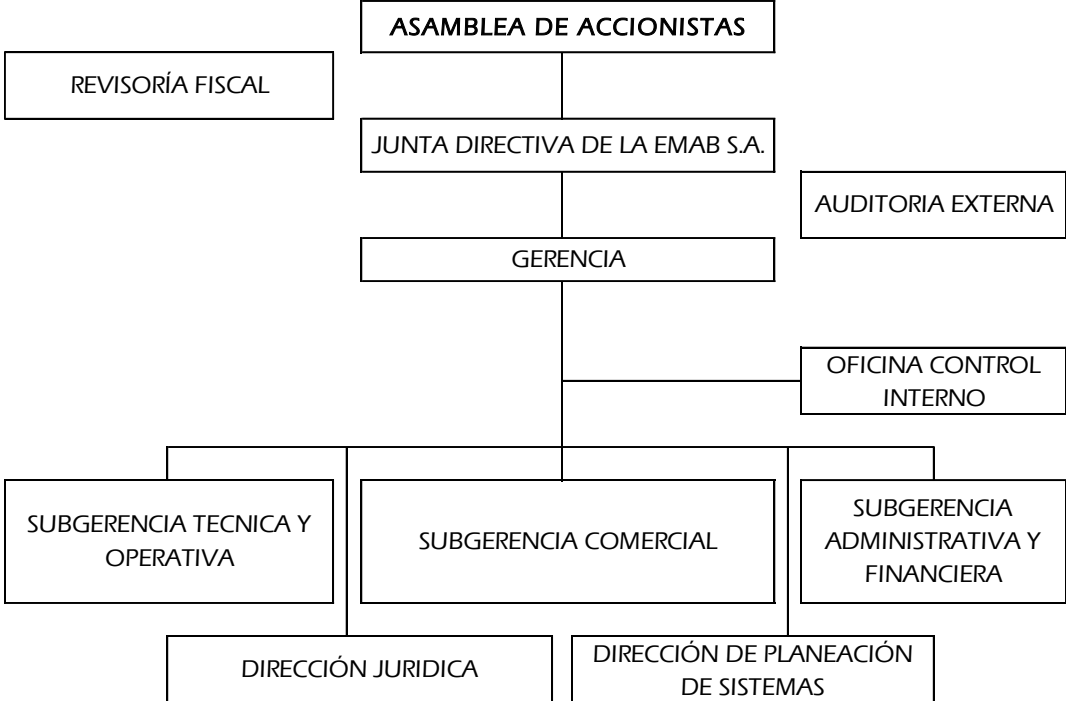 ASAMBLEA DE ACCIONISTAS
REVISORÍA FISCAL
JUNTA DIRECTIVA DE LA EMAB S.A.
AUDITORIA EXTERNA
GERENCIA
OFICINA CONTROL
INTERNO
SUBGERENCIA TECNICA Y
OPERATIVA
SUBGERENCIA COMERCIAL
SUBGERENCIA
ADMINISTRATIVA Y
FINANCIERA
DIRECCIÓN JURIDICA
DIRECCIÓN DE PLANEACIÓN
DE SISTEMAS